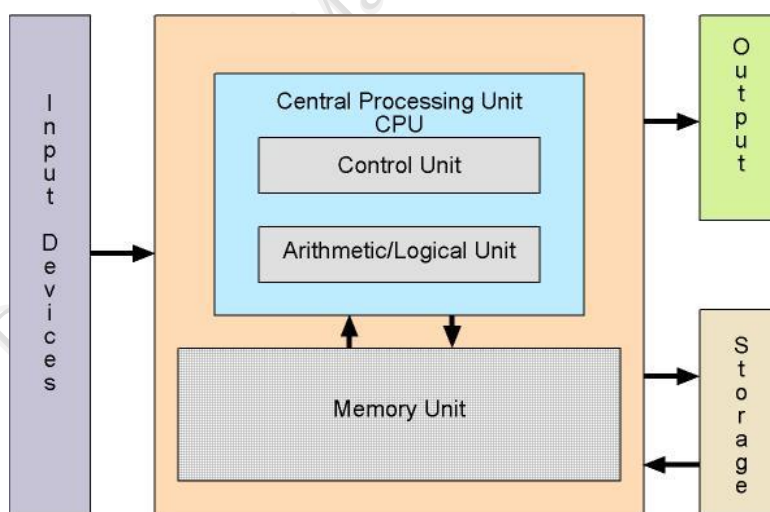 Input Devices
Central Processing Unit
CPU
Control Unit
Arithmetic/Logical Unit
Memory Unit
Output
Storage